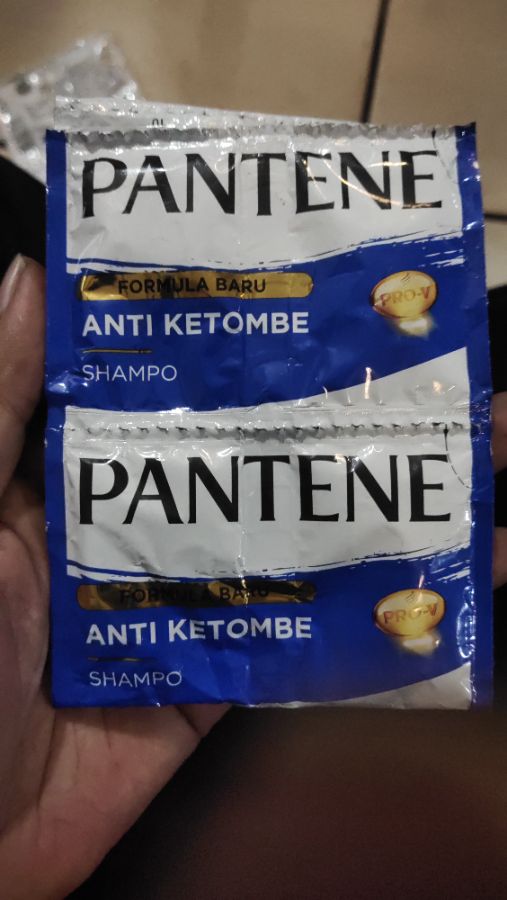 PANTENE
FORMULA BARU
PRO-V
ANTI KETOMBE
SHAMPO
PANTENE
FORMULA BARU
PRO-V
ANTI KETOMBE
SHAMPO